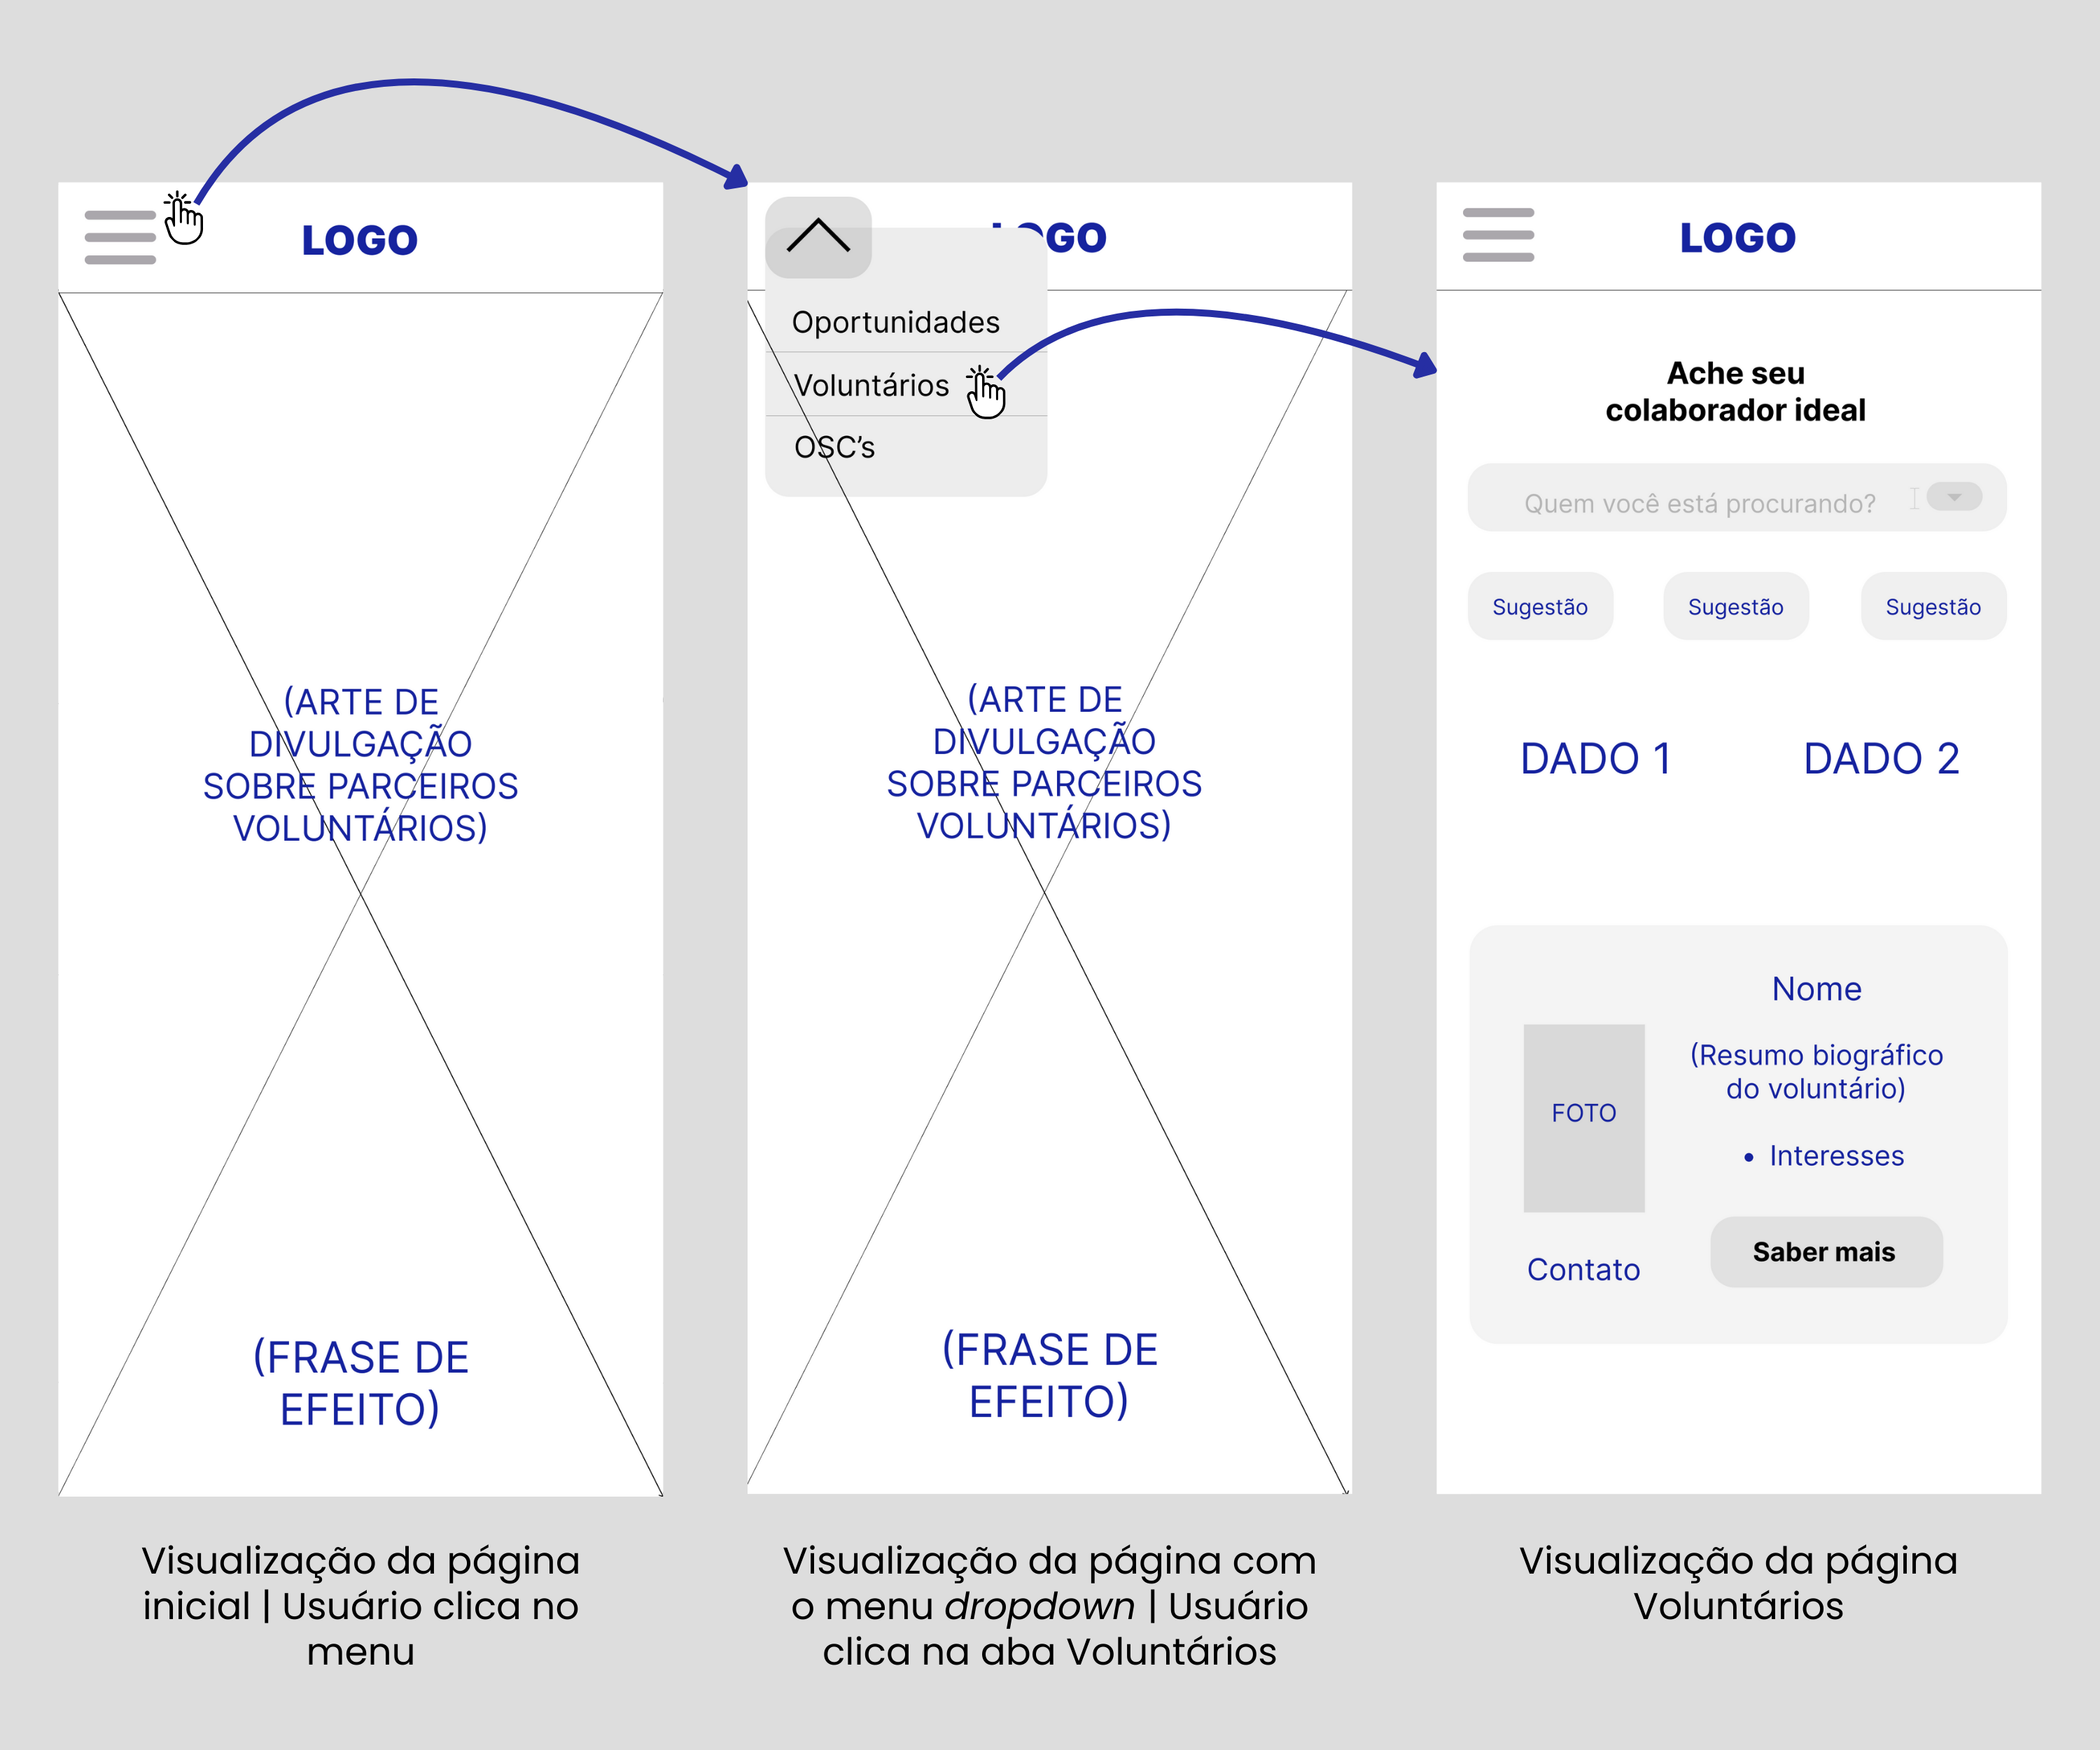 LOGO
(ARTE DE
DIVULGAÇÃO
SOBRE PARCEIROS
VOLUNTÁRIOS)
(FRASE DE
EFEITO)
Visualização da página
inicial | Usuário clica no
menu
LOGO
Oportunidades
Voluntários
OSC’s
(ARTE DE
DIVULGAÇÃO
SOBRE PARCEIROS
VOLUNTÁRIOS)
(FRASE DE
EFEITO)
Visualização da página com
o menu dropdown | Usuário
clica na aba Voluntários
LOGO
Ache seu
colaborador ideal
Quem você está procurando?
Sugestão
Sugestão
Sugestão
DADO 1
DADO 2
FOTO
Contato
Nome
(Resumo biográfico
do voluntário)
• Interesses
Saber mais
Visualização da página
Voluntários